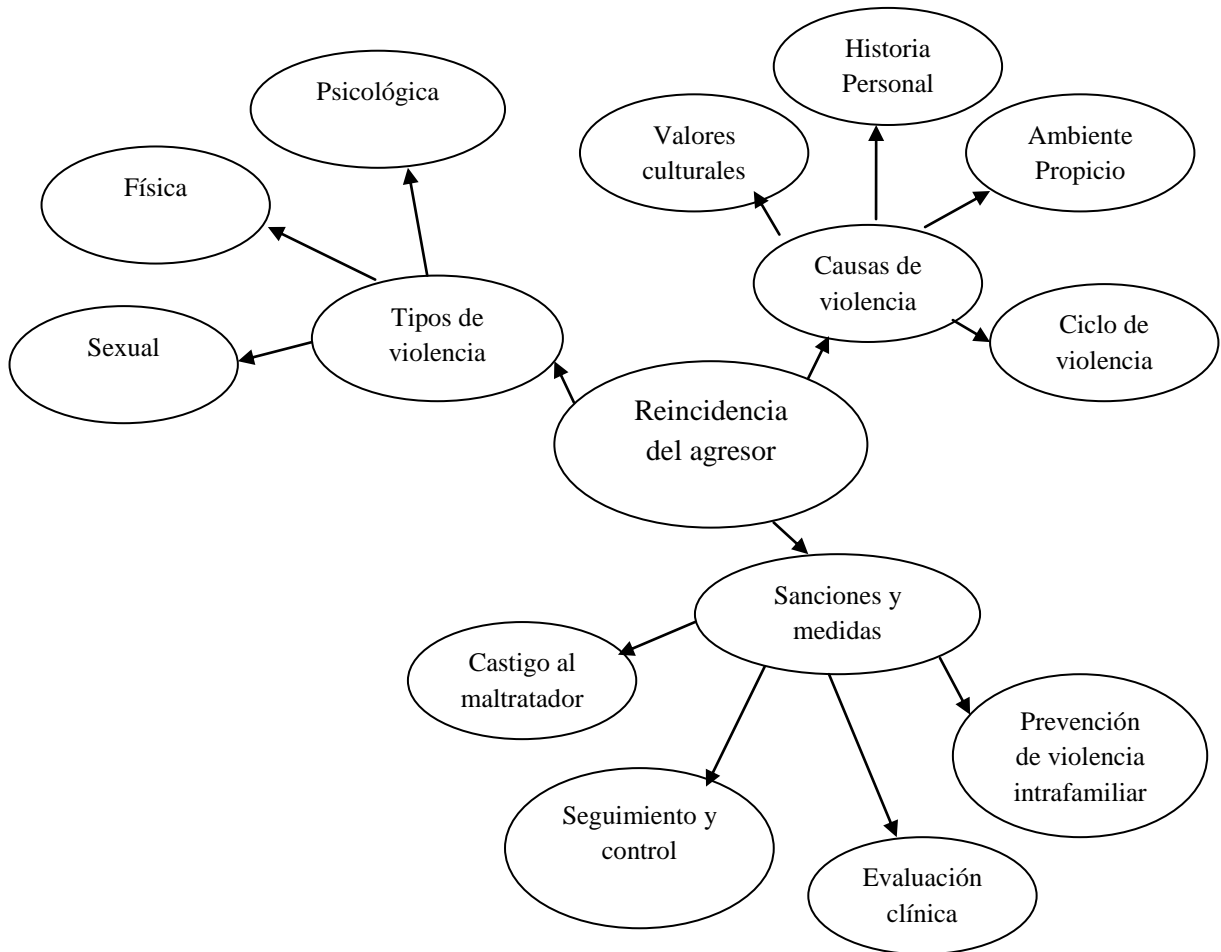 Historia
Personal
Psicológica
Valores
culturales
Ambiente
Propicio
Física
Causas de
violencia
Tipos de
violencia
Ciclo de
violencia
Sexual
Reincidencia
del agresor
Sanciones y
medidas
Castigo al
maltratador
Prevención
de violencia
intrafamiliar
Seguimiento y
control
Evaluación
clínica